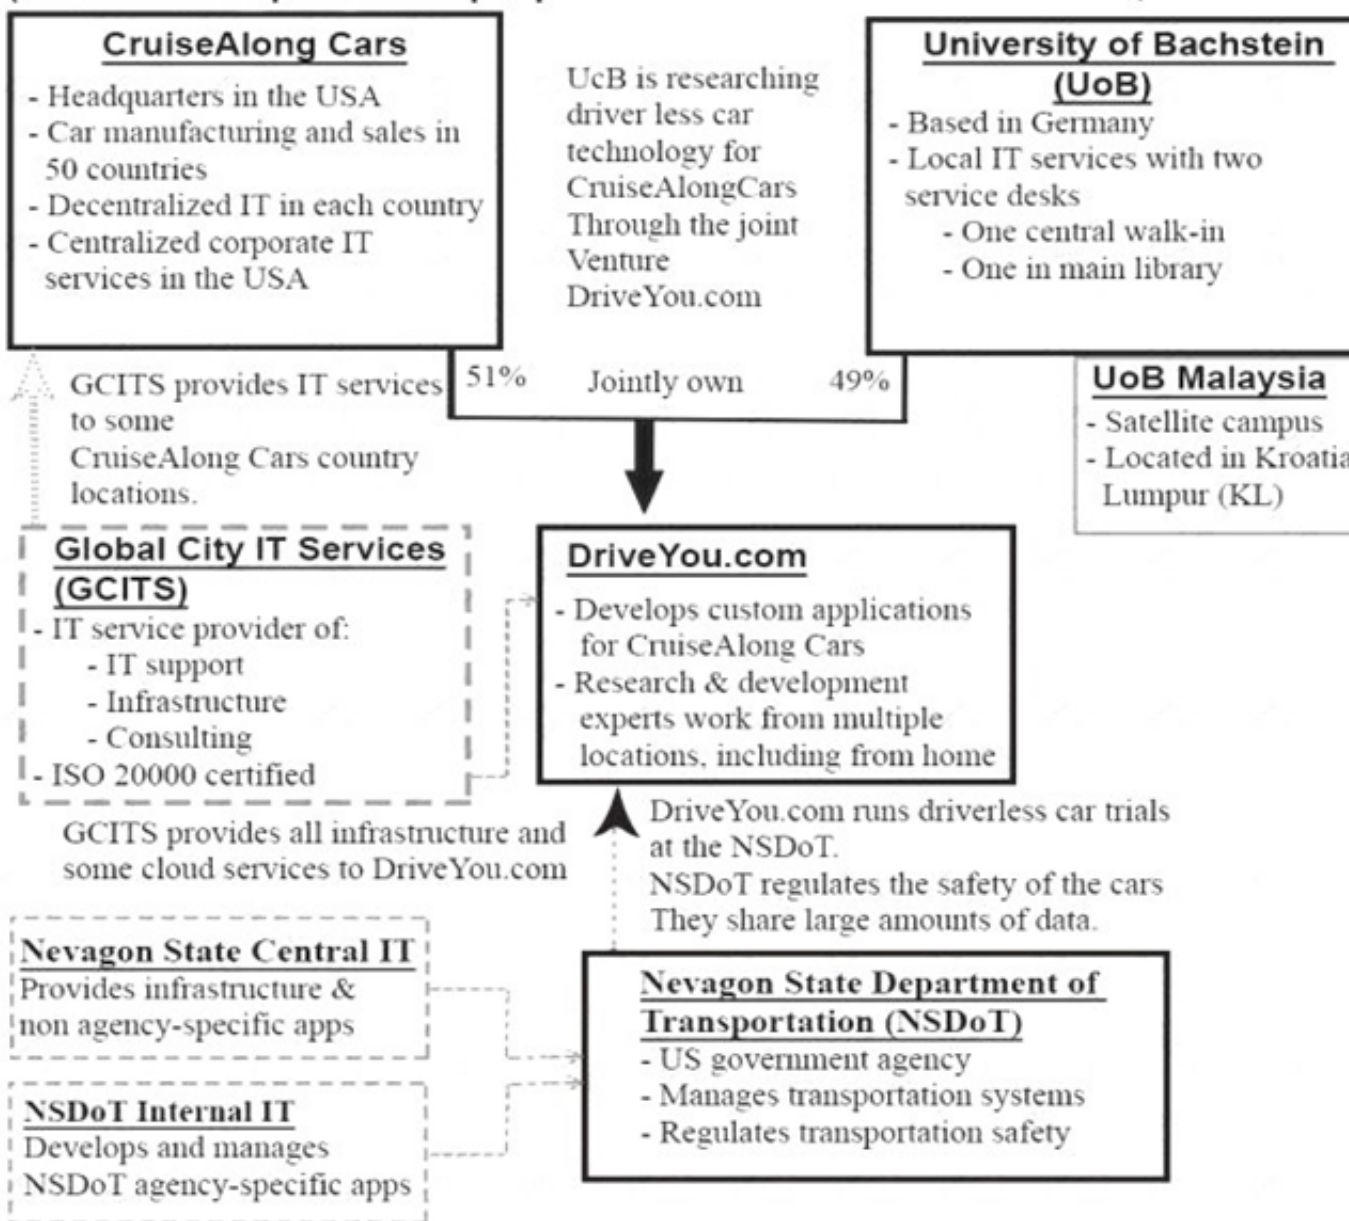 CruiseAlong Cars
- Headquarters in the USA
- Car manufacturing and sales in
50 countries
- Decentralized IT in each country
- Centralized corporate IT
services in the USA
UcB is researching
driver less car
technology for
CruiseAlongCars
Through the joint
Venture
DriveYou.com
University of Bachstein
(UoB)
- Based in Germany
- Local IT services with two
service desks
- One central walk-in
- One in main library
51% Jointly own 49%
UoB Malaysia
- Satellite campus
- Located in Kroatia
Lumpur (KL)
GCITS provides IT services
to some
CruiseAlong Cars country
locations.
Global City IT Services
(GCITS)
- IT service provider of:
- IT support
- Infrastructure
- Consulting
- ISO 20000 certified
DriveYou.com
- Develops custom applications
for CruiseAlong Cars
- Research & development
experts work from multiple
locations, including from home
GCITS provides all infrastructure and
some cloud services to DriveYou.com
DriveYou.com runs driverless car trials
at the NSDoT.
NSDoT regulates the safety of the cars
They share large amounts of data.
Nevagon State Central IT
Provides infrastructure &
non agency-specific apps
NSDoT Internal IT
Develops and manages
NSDoT agency-specific apps
Nevagon State Department of
Transportation (NSDoT)
- US government agency
- Manages transportation systems
- Regulates transportation safety